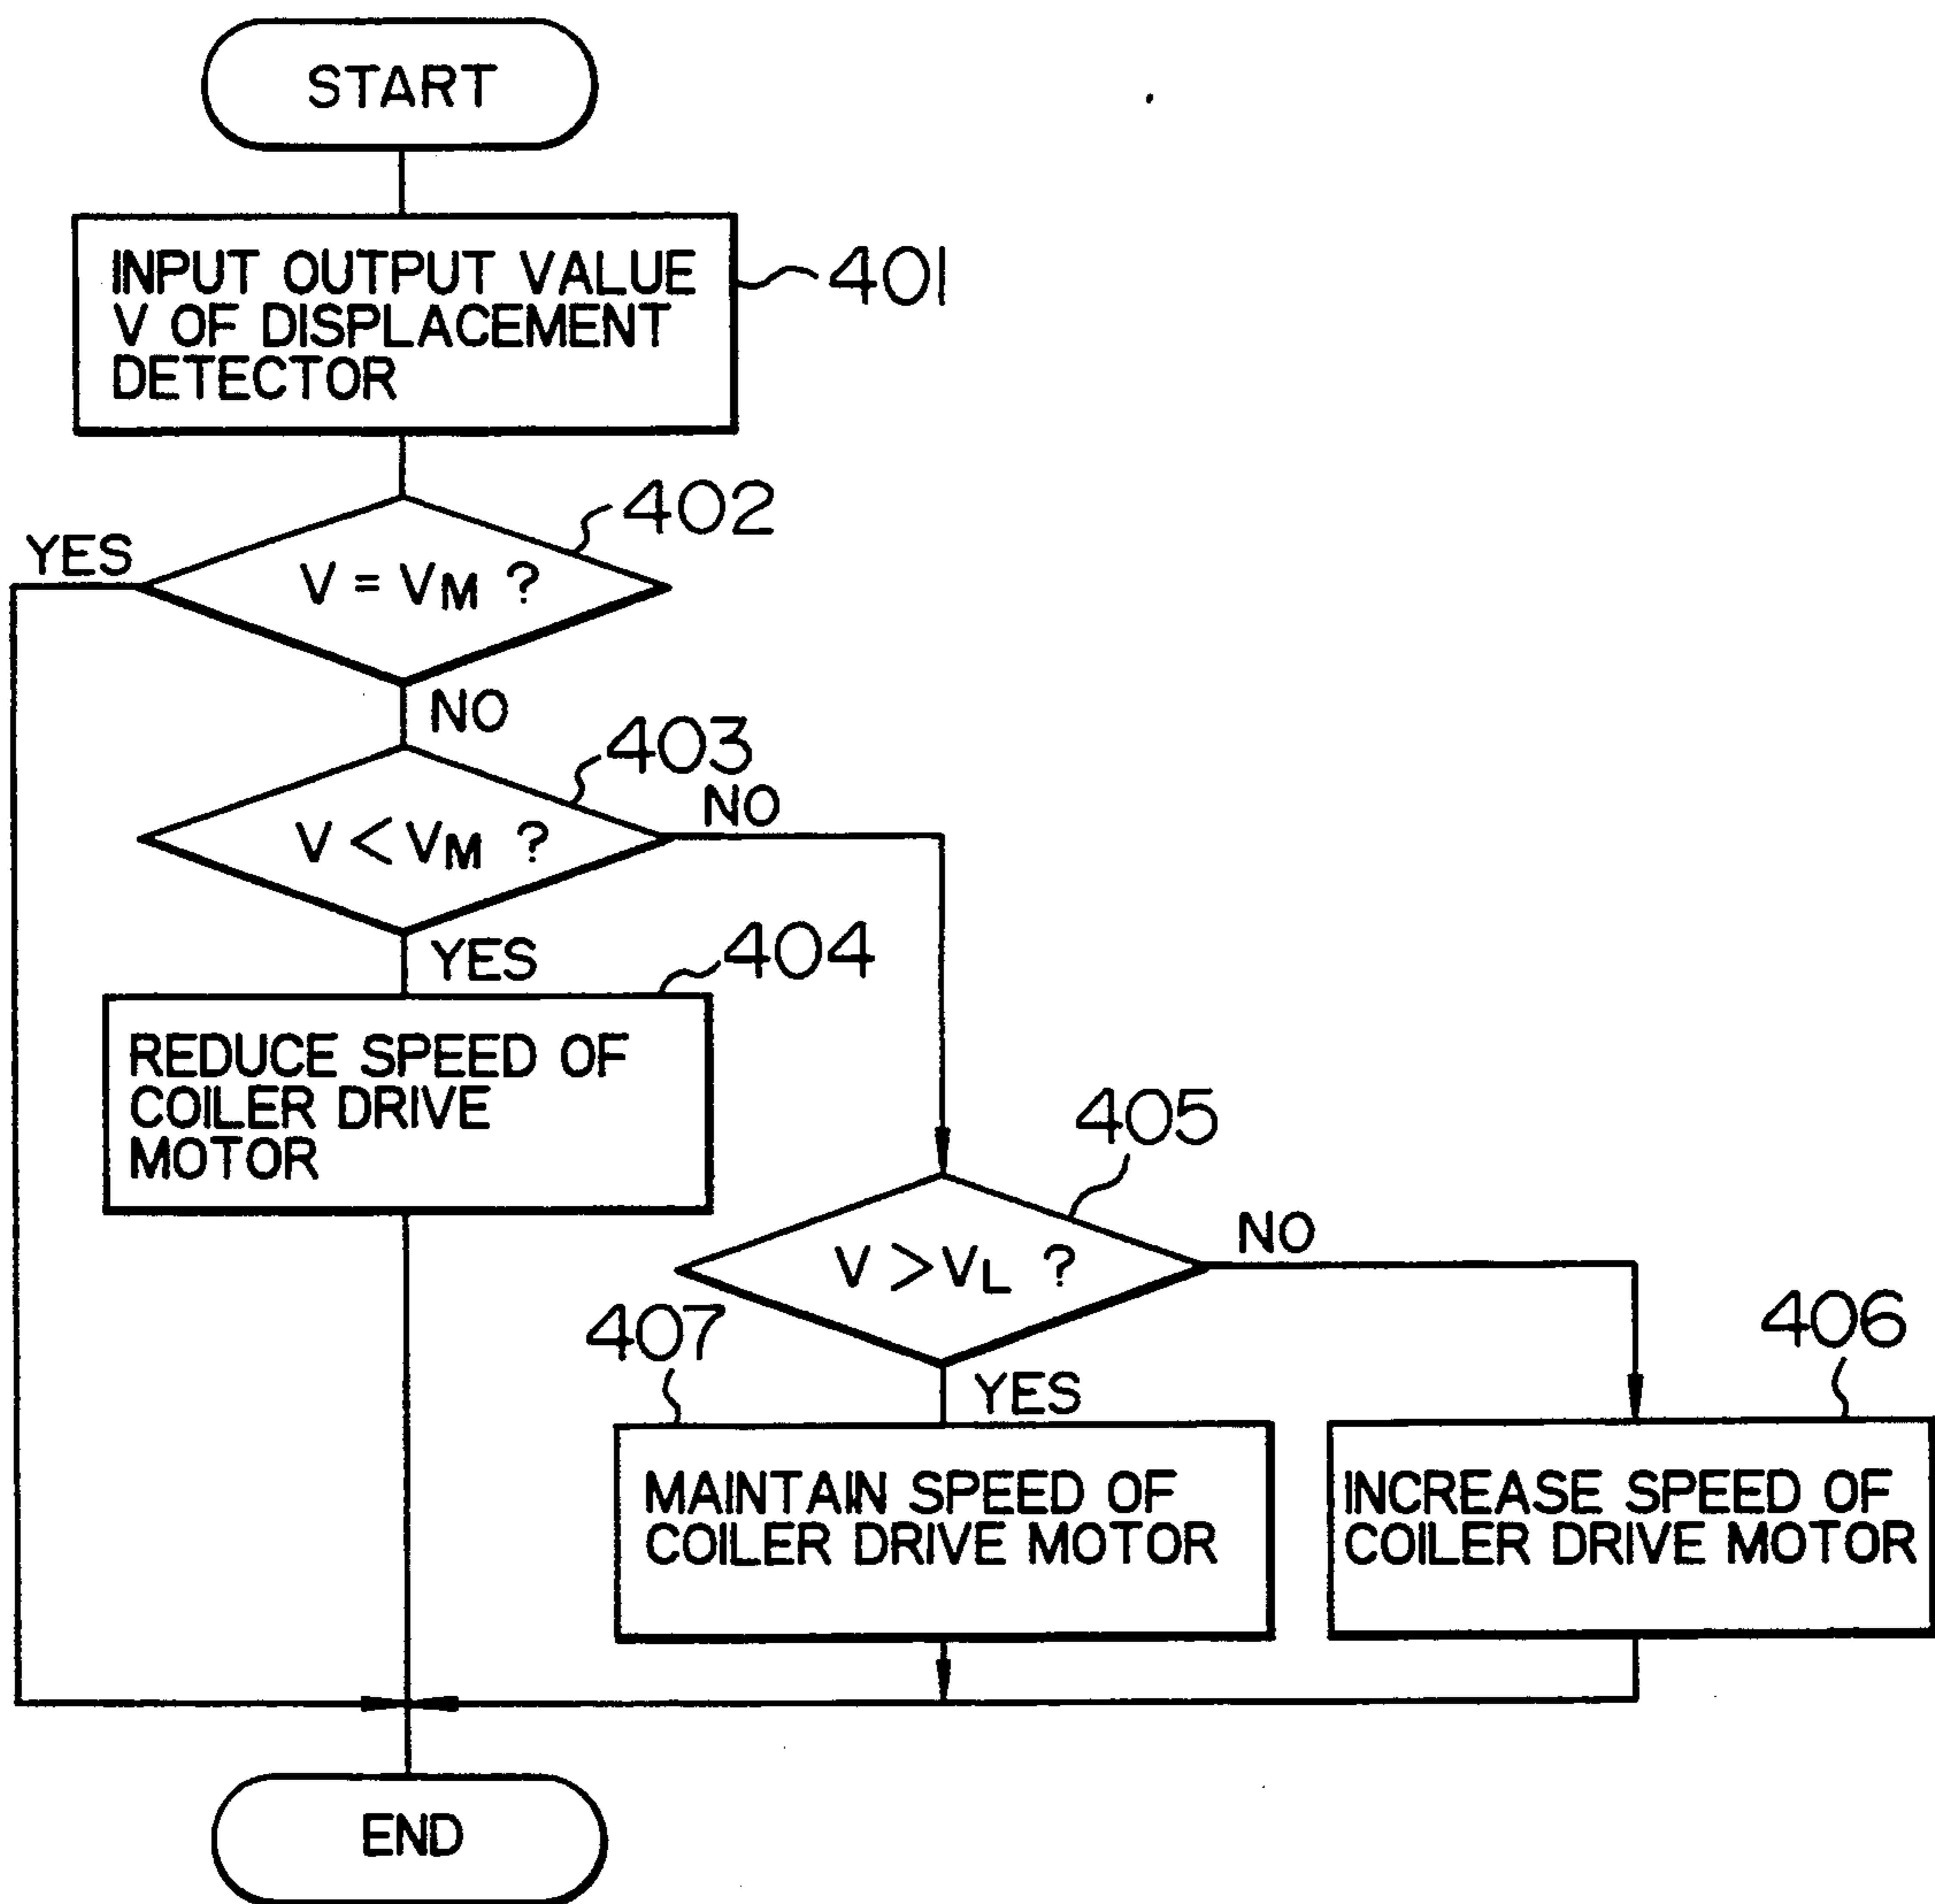 START
INPUT OUTPUT VALUE
V OF DISPLACEMENT
DETECTOR
401
402
YES
V = VM ?
NO
403
NO
V < VM ?
YES
404
REDUCE SPEED OF
COILER DRIVE
MOTOR
405
NO
V > VL ?
407
YES
406
MAINTAIN SPEED OF
COILER DRIVE MOTOR
INCREASE SPEED OF
COILER DRIVE MOTOR
END